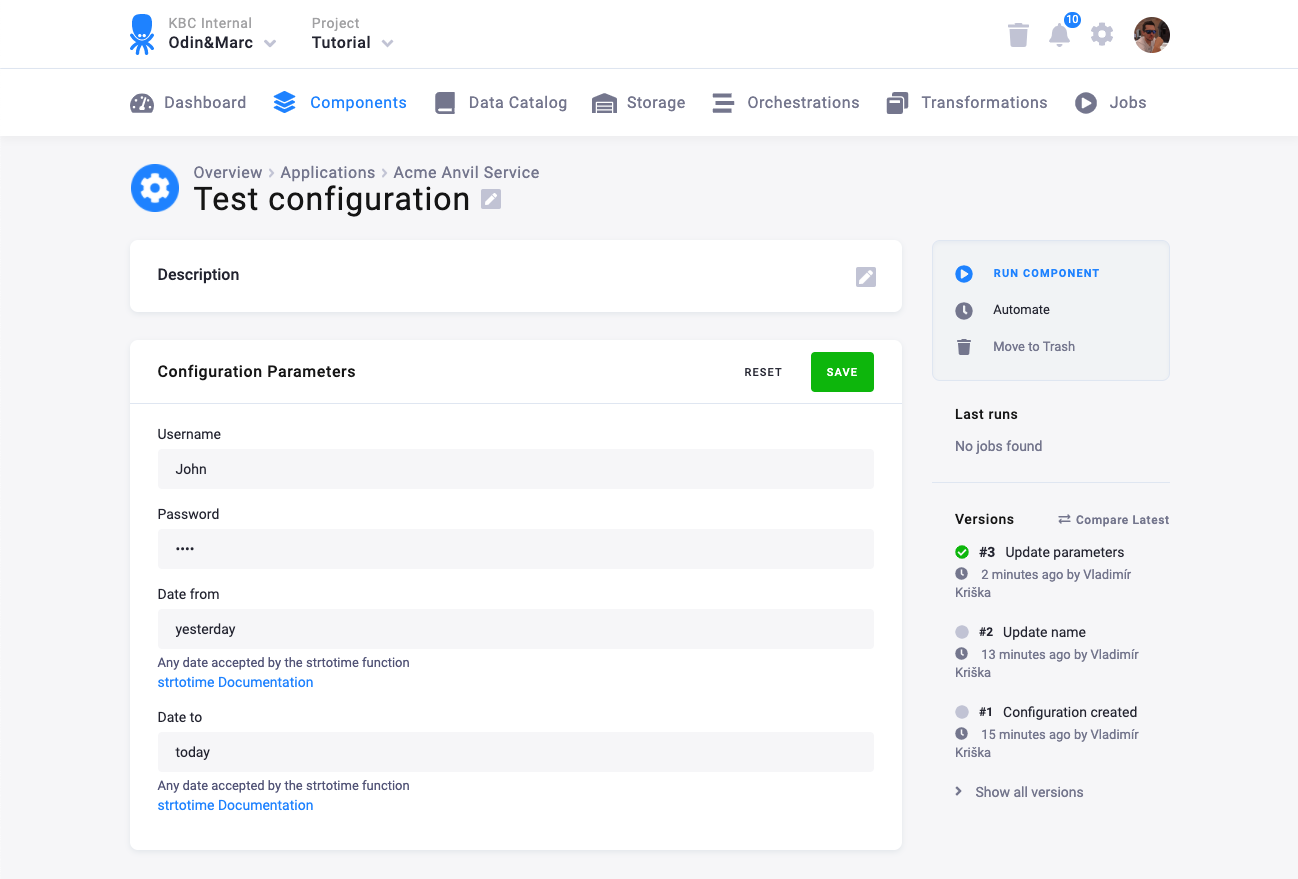 KBC Internal
Odin&Marc
Project
Tutorial
10
Dashboard
Components
Data Catalog
Storage
Orchestrations
Transformations
Jobs
Overview > Applications > Acme Anvil Service
Test configuration
Description
Configuration Parameters
RESET
SAVE
Username
John
Password
••••
Date from
yesterday
Any date accepted by the strtotime function
strtotime Documentation
Date to
today
Any date accepted by the strtotime function
strtotime Documentation
RUN COMPONENT
Automate
Move to Trash
Last runs
No jobs found
Versions
Compare Latest
#3 Update parameters
2 minutes ago by Vladimír
Kriška
#2 Update name
13 minutes ago by Vladimír
Kriška
#1 Configuration created
15 minutes ago by Vladimír
Kriška
Show all versions